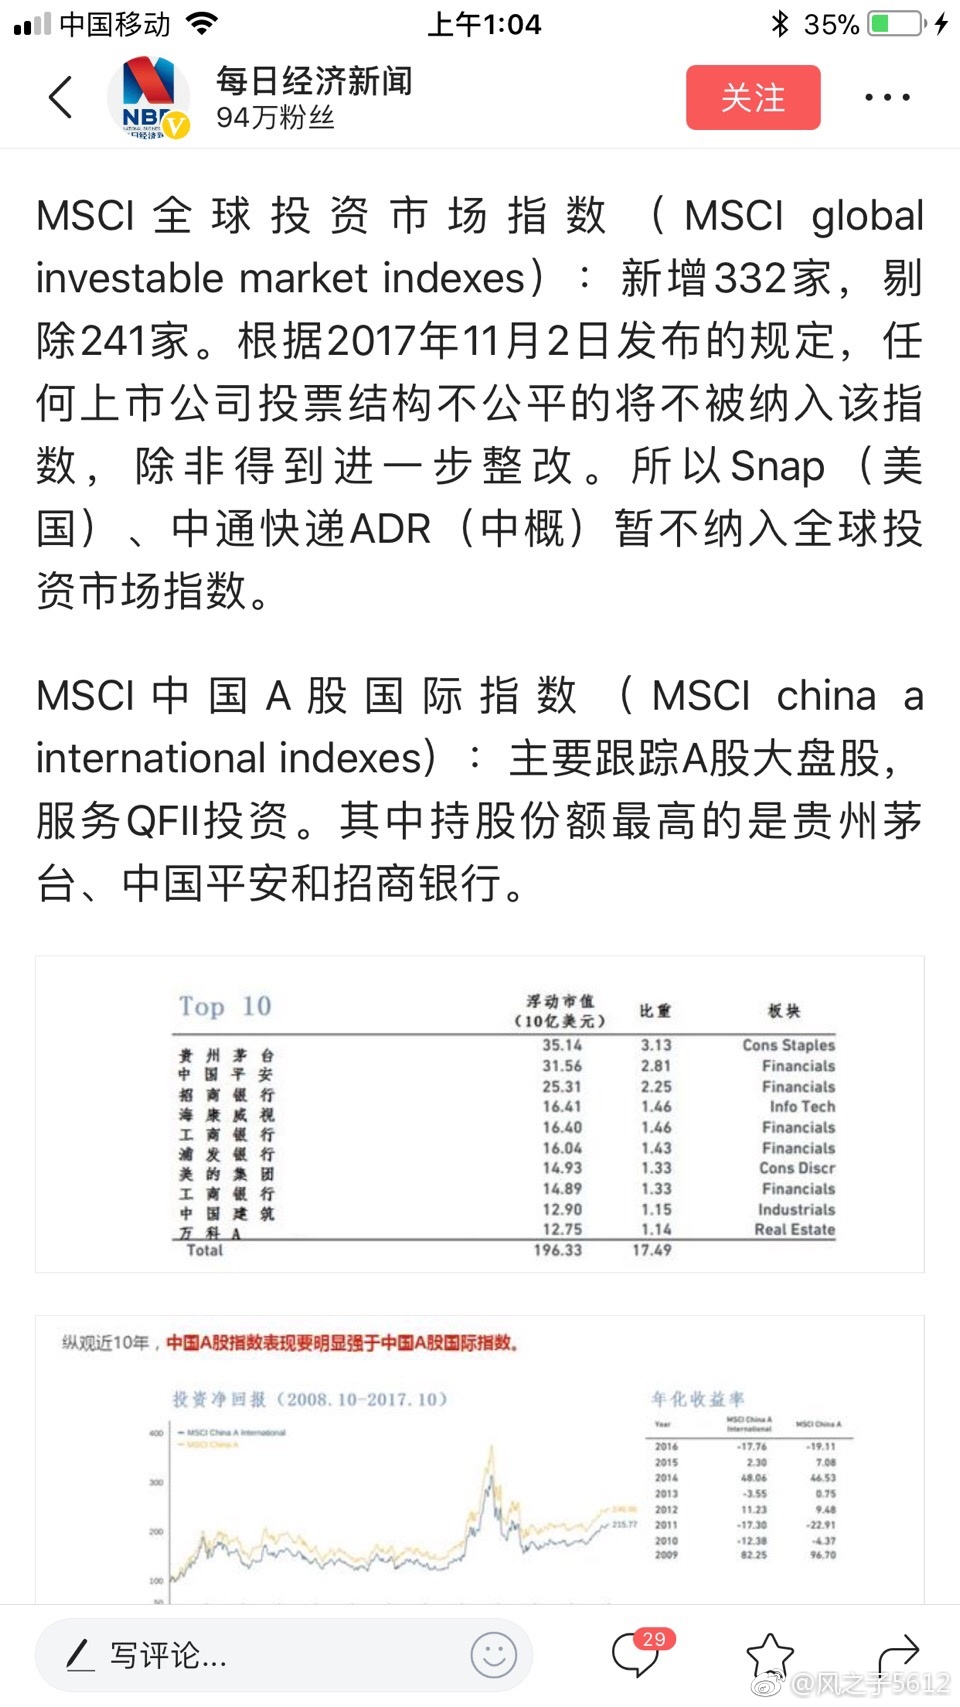 中国移动
上午1:04
35%
每日经济新闻
94万粉丝
关注
NBD
MSCI全球投资市场指数（MSCI global
investable market indexes）：新增332家，剔
除241家。根据2017年11月2日发布的规定，任
何上市公司投票结构不公平的将不被纳入该指
数，除非得到进一步整改。所以Snap（美
国）、中通快递ADR（中概）暂不纳入全球投
资市场指数。
MSCI中国A股国际指数（MSCI china a
international indexes）：主要跟踪A股大盘股，
服务QFII投资。其中持股份额最高的是贵州茅
台、中国平安和招商银行。
Top 10 浮动市值（10亿美元） 比重 板块
贵州茅台 35.14 3.13 Cons Staples
中国平安 31.56 2.81 Financials
招商银行 25.31 2.25 Financials
海康威视 16.41 1.46 Info Tech
工商银行 16.40 1.46 Financials
浦发银行 16.04 1.43 Financials
美的集团 14.93 1.33 Cons Discr
工商银行 14.89 1.33 Financials
中国建筑 12.90 1.15 Industrials
万科A 12.75 1.14 Real Estate
Total 196.33 17.49
纵观近10年，中国A股指数表现要明显强于中国A股国际指数。
投资净回报（2008.10-2017.10）
MSCI China A International
MSCI China A
400
300
200
100
50
215.77
年化收益率
Year MSCI China A International MSCI China A
2016 -17.76 -19.11
2015 2.30 7.08
2014 48.06 46.53
2013 -3.55 0.75
2012 11.23 9.48
2011 -17.30 -22.91
2010 -12.38 -4.37
2009 82.25 96.70
写评论...
29
@风之子5612